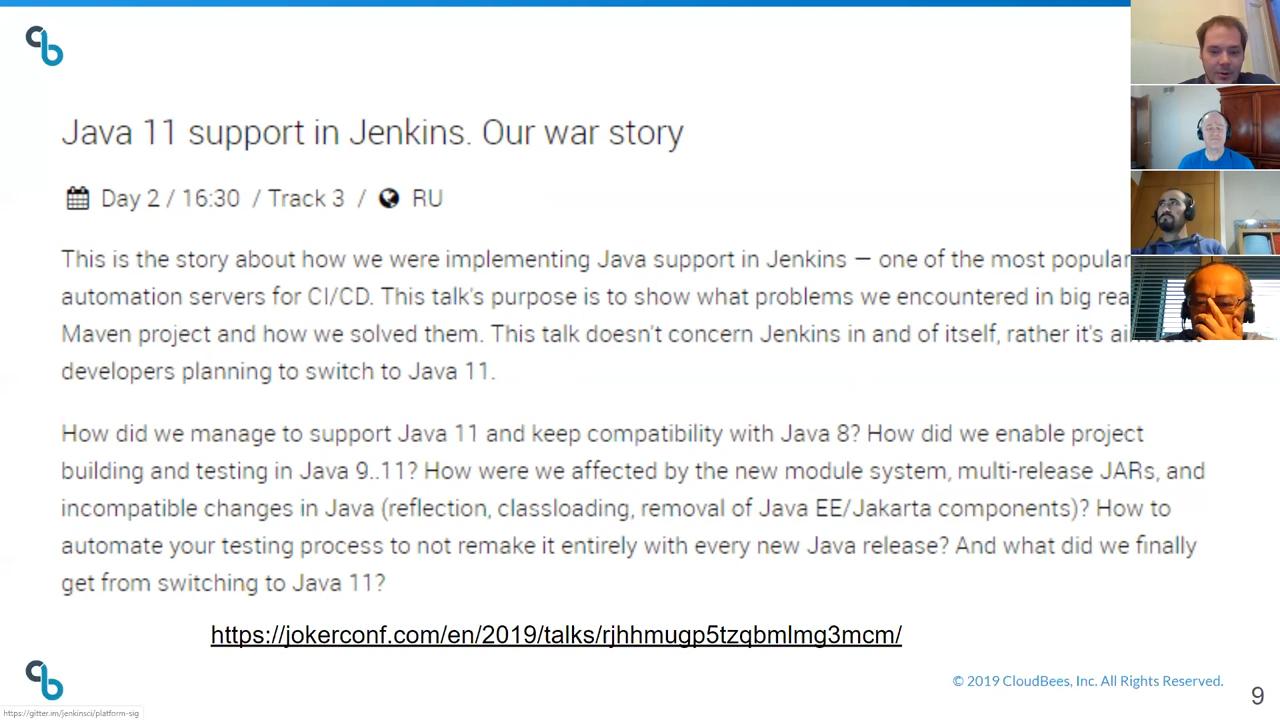 Java 11 support in Jenkins. Our war story
Day 2 / 16:30 / Track 3 / RU
This is the story about how we were implementing Java support in Jenkins — one of the most popular
automation servers for CI/CD. This talk's purpose is to show what problems we encountered in big
Maven project and how we solved them. This talk doesn't concern Jenkins in and of itself, rather it's
developers planning to switch to Java 11.
How did we manage to support Java 11 and keep compatibility with Java 8? How did we enable project
building and testing in Java 9..11? How were we affected by the new module system, multi-release JARs, and
incompatible changes in Java (reflection, classloading, removal of Java EE/Jakarta components)? How to
automate your testing process to not remake it entirely with every new Java release? And what did we finally
get from switching to Java 11?
https://jokerconf.com/en/2019/talks/rjhhmugp5tzqbmlmg3mcm/
© 2019 CloudBees, Inc. All Rights Reserved.
9
https://gitter.im/jenkinsci/platform-sig